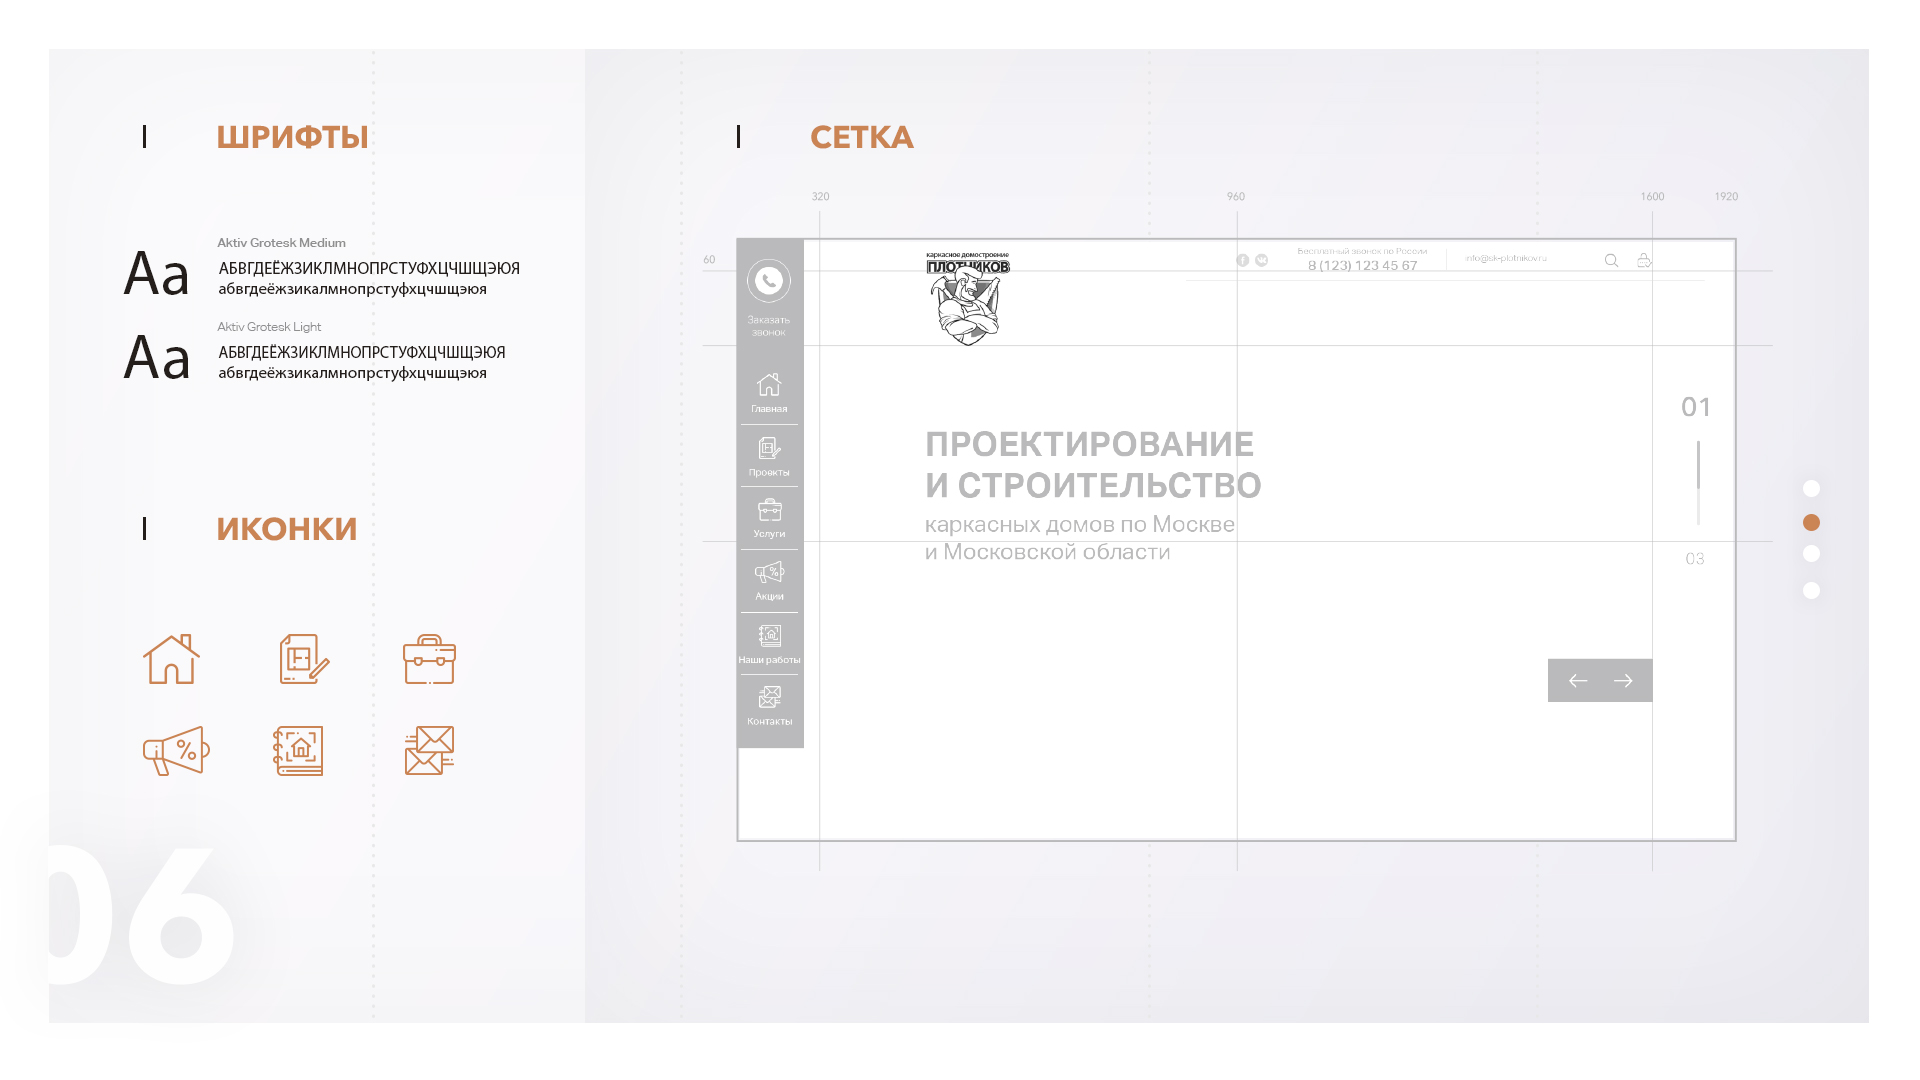 ШРИФТЫ
Aktiv Grotesk Medium
Aa
АБВГДЕЁЖЗИКЛМНОПРСТУФХЦЧШЩЭЮЯ
абвгдеёжзикалмнопрстуфхцчшщэюя
Aktiv Grotesk Light
Aa
АБВГДЕЁЖЗИКЛМНОПРСТУФХЦЧШЩЭЮЯ
абвгдеёжзикалмнопрстуфхцчшщэюя
ИКОНКИ
%
06
СЕТКА
320
960
1600
1920
60
Заказать
звонок
Главная
Проекты
Услуги
%
Акции
Наши работы
Контакты
каркасное домостроение
ПЛОТНИКОВ
Бесплатный звонок по России
8 (123) 123 45 67
info@sk-plotnikov.ru
ПРОЕКТИРОВАНИЕ
И СТРОИТЕЛЬСТВО
каркасных домов по Москве
и Московской области
01
03